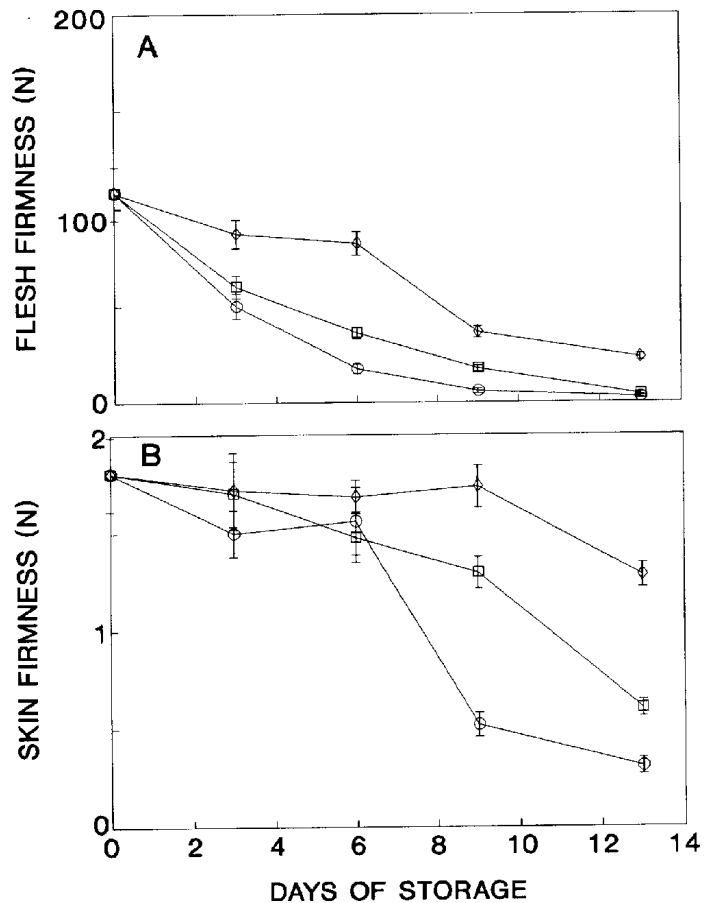 200
A
FLESH FIRMNESS (N)
100
0
2
B
SKIN FIRMNESS (N)
1
0
0 2 4 6 8 10 12 14
DAYS OF STORAGE